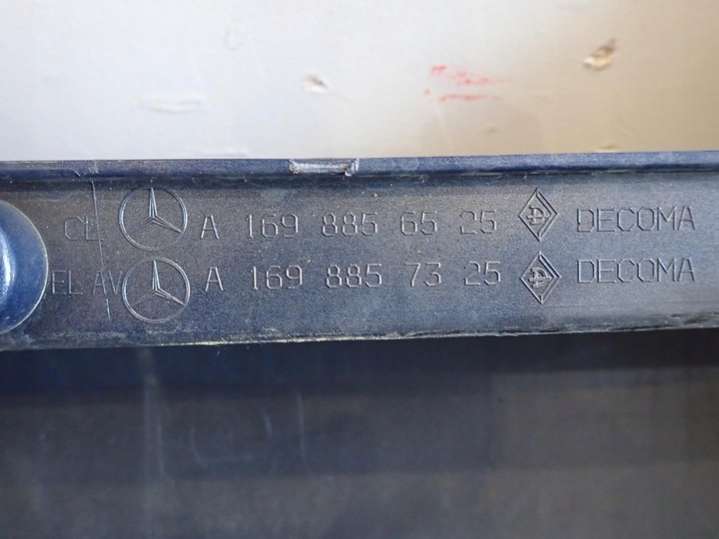 CL A 169 885 65 25 DECOMA
EL AV A 169 885 73 25 DECOMA